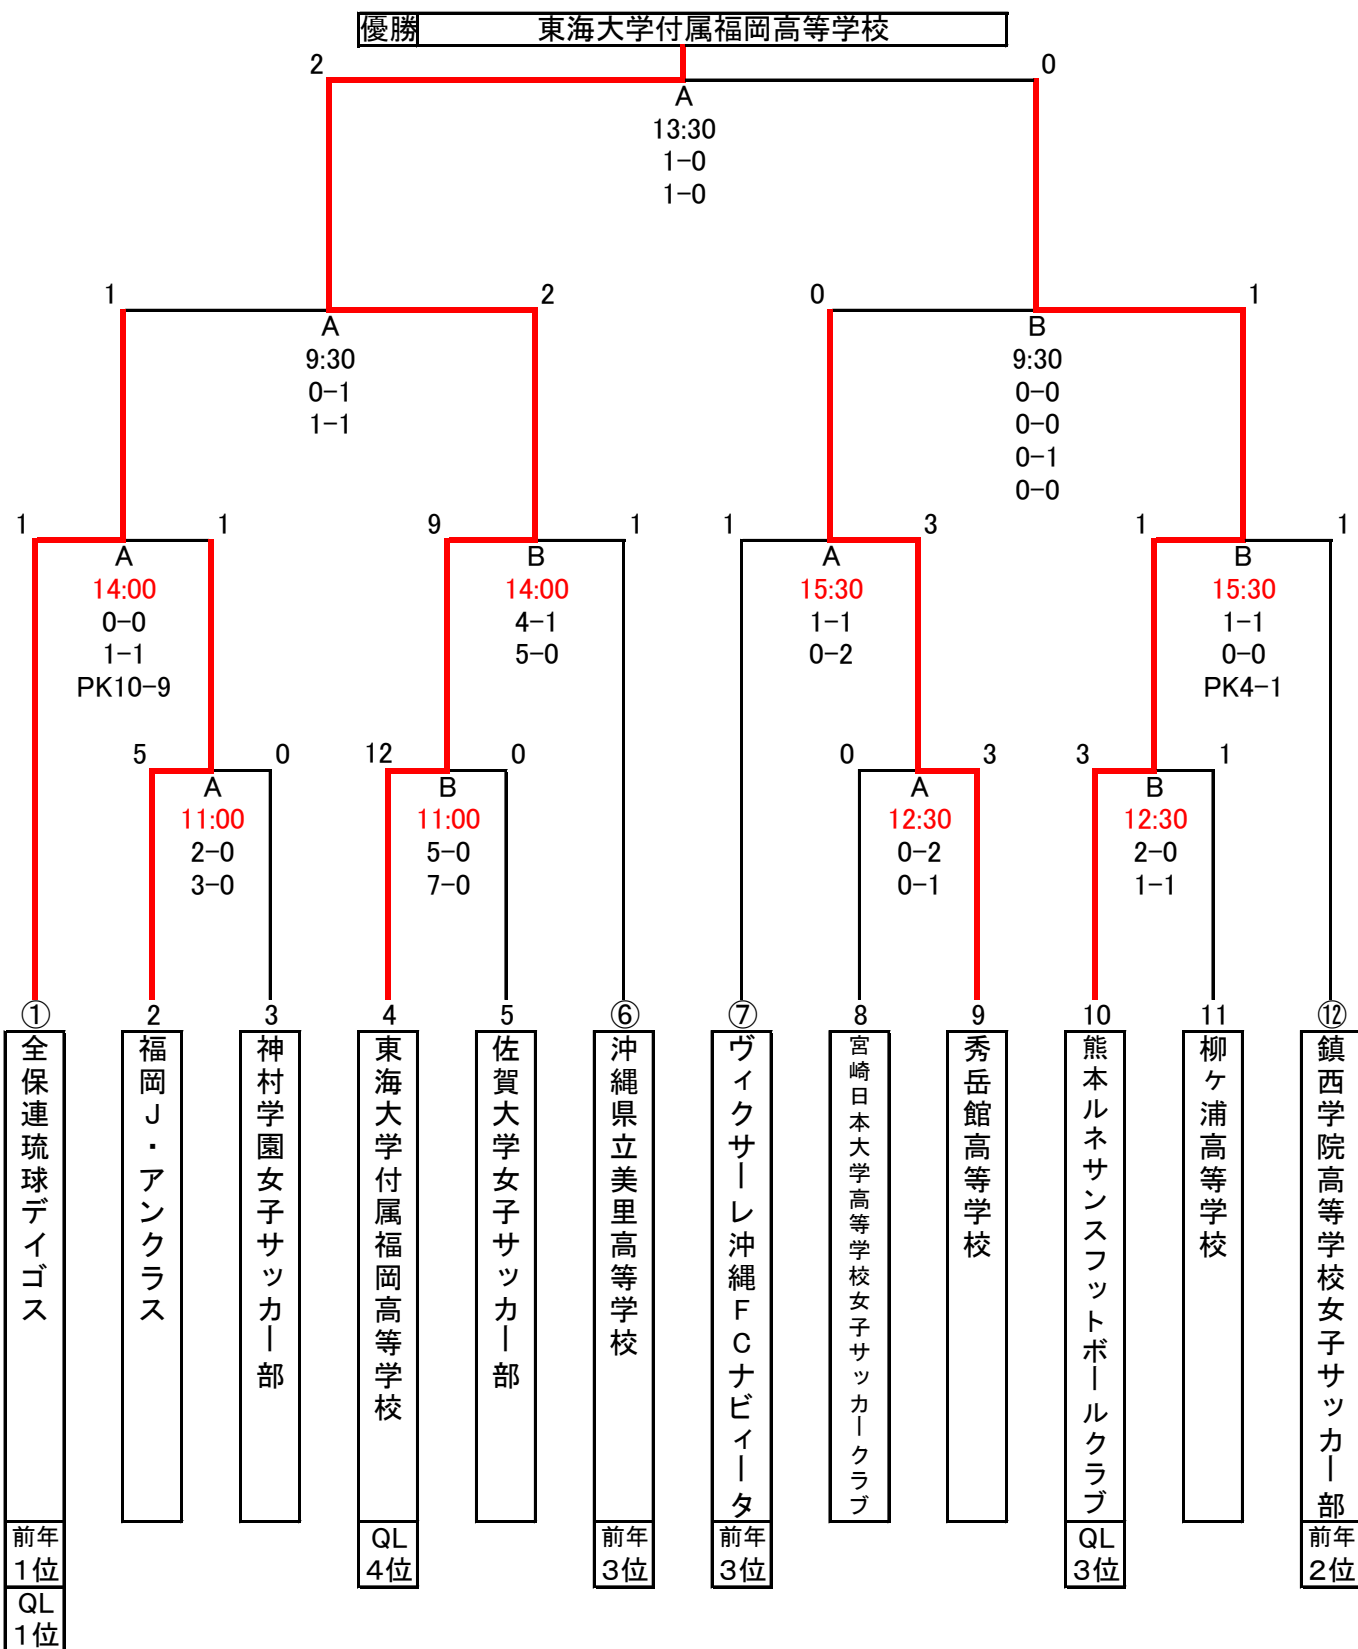 優勝 東海大学付属福岡高等学校
2 0
A
13:30
1-0
1-0
1 2 0 1
A B
9:30 9:30
0-1 0-0
1-1 0-0
0-1
0-0
1 1 9 1 1 3 1 1
A B A B
14:00 14:00 15:30 15:30
0-0 4-1 1-1 1-1
1-1 5-0 0-2 0-0
PK10-9 PK4-1
5 0 12 0 0 3 3 1
A B A B
11:00 11:00 12:30 12:30
2-0 5-0 0-2 2-0
3-0 7-0 0-1 1-1
① 2 3 4 5 ⑥ ⑦ 8 9 10 11 ⑫
全保連琉球デイゴス
福岡J・アンクラス
神村学園女子サッカー部
東海大学付属福岡高等学校
佐賀大学女子サッカー部
沖縄県立美里高等学校
ヴィクサーレ沖縄FCナビィータ
宮崎日本大学高等学校女子サッカークラブ
秀岳館高等学校
熊本ルネサンスフットボールクラブ
柳ヶ浦高等学校
鎮西学院高等学校女子サッカー部
前年 QL 前年 前年 QL 前年
1位 4位 3位 3位 3位 2位
QL
1位